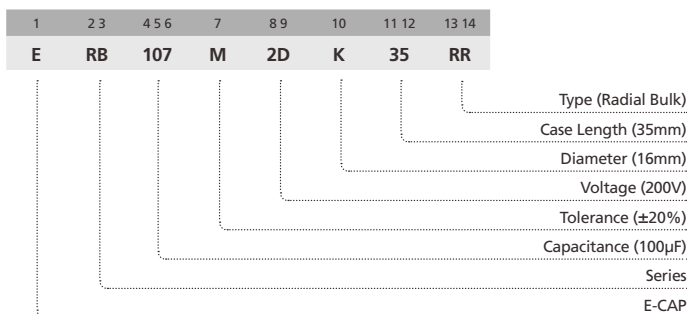 1 2 3 4 5 6 7 8 9 10 11 12 13 14
E RB 107 M 2D K 35 RR
Type (Radial Bulk)
Case Length (35mm)
Diameter (16mm)
Voltage (200V)
Tolerance (±20%)
Capacitance (100µF)
Series
E-CAP